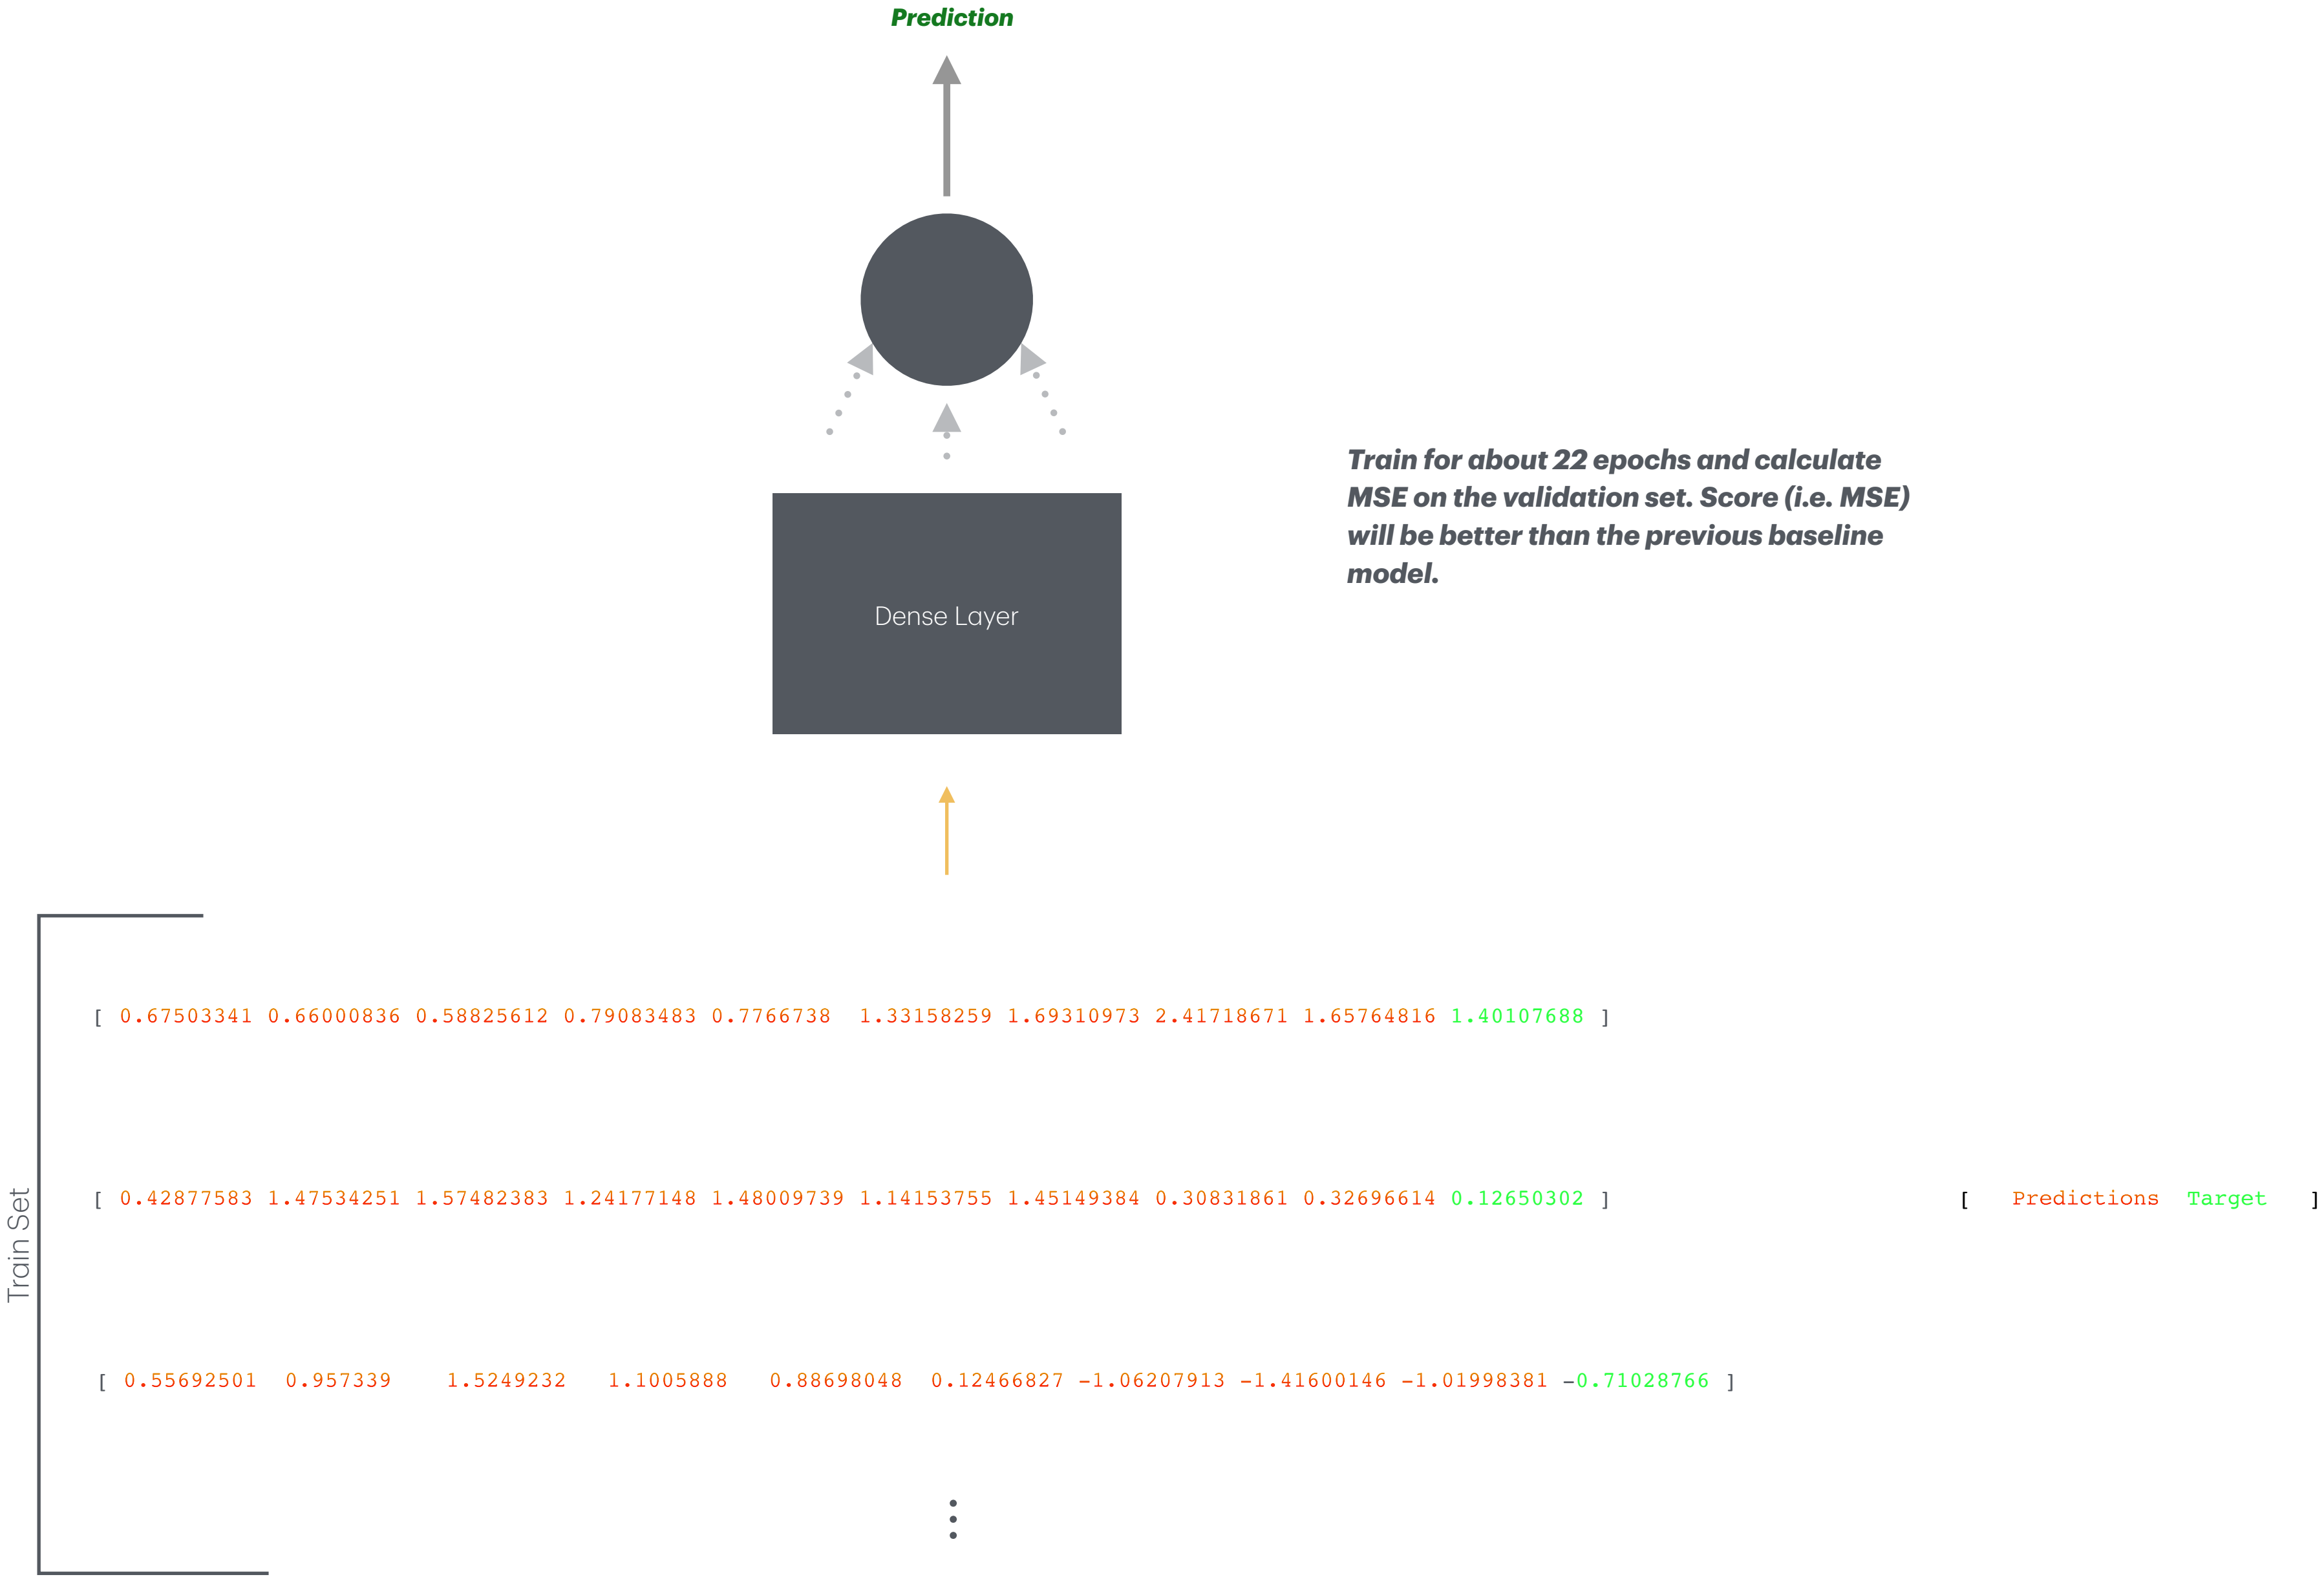 Prediction
Train for about 22 epochs and calculate
MSE on the validation set. Score (i.e. MSE)
will be better than the previous baseline
model.
Dense Layer
Train Set
[ 0.67503341 0.66000836 0.58825612 0.79083483 0.7766738 1.33158259 1.69310973 2.41718671 1.65764816 1.40107688 ]
[ 0.42877583 1.47534251 1.57482383 1.24177148 1.48009739 1.14153755 1.45149384 0.30831861 0.32696614 0.12650302 ]
[ Predictions Target ]
[ 0.55692501 0.957339 1.5249232 1.1005888 0.88698048 0.12466827 -1.06207913 -1.41600146 -1.01998381 -0.71028766 ]